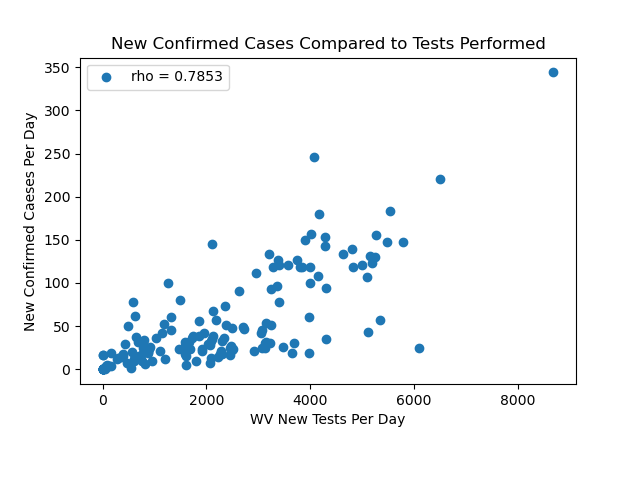 New Confirmed Cases Compared to Tests Performed
rho = 0.7853
New Confirmed Caeses Per Day
350
300
250
200
150
100
50
0
0 2000 4000 6000 8000
WV New Tests Per Day